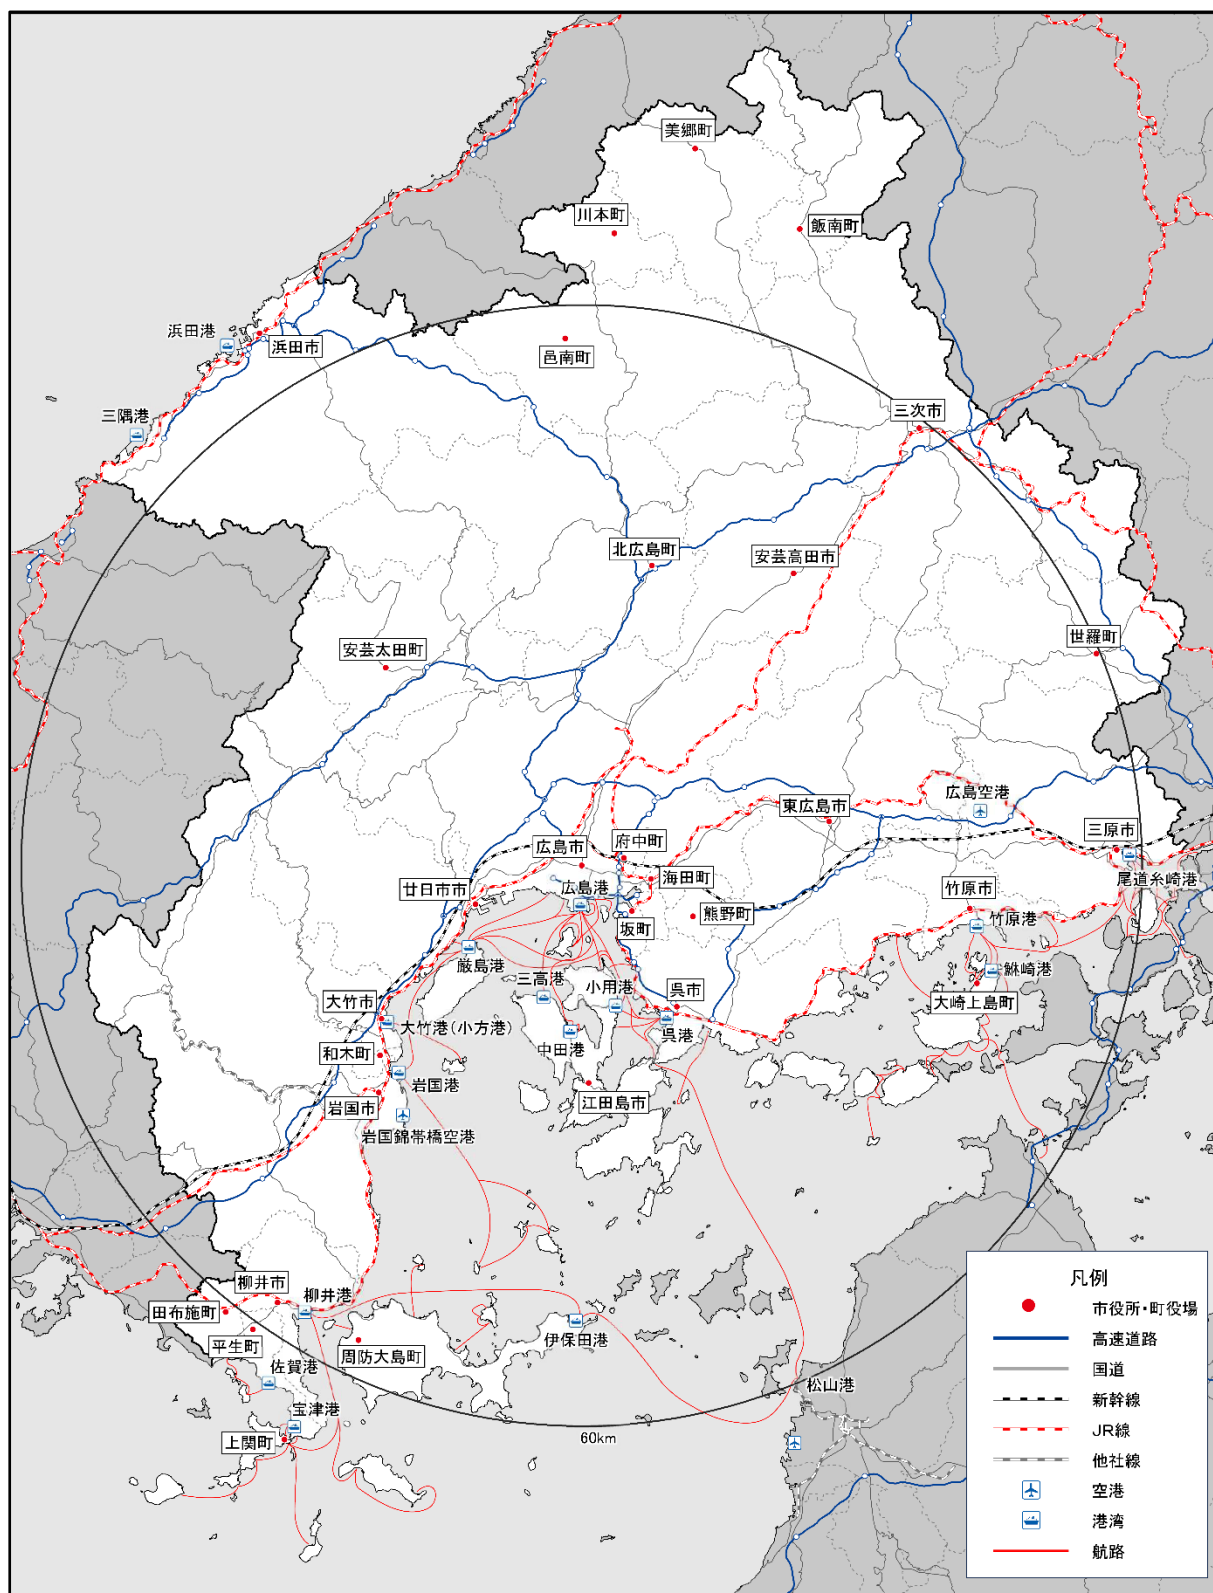 美郷町
川本町
飯南町
浜田港
浜田市
邑南町
三隅港
三次市
北広島町
安芸高田市
安芸太田町
世羅町
広島空港
東広島市
三原市
広島市
府中町
尾道糸崎港
海田町
廿日市市
広島港
竹原市
坂町
熊野町
竹原港
厳島港
三高港
小用港
鮴崎港
大竹市
呉市
大崎上島町
大竹港(小方港)
呉港
中田港
和木町
岩国港
岩国市
江田島市
岩国錦帯橋空港
柳井市
柳井港
田布施町
伊保田港
平生町
周防大島町
佐賀港
松山港
宝津港
上関町
60km
凡例
市役所・町役場
高速道路
国道
新幹線
JR線
他社線
空港
港湾
航路